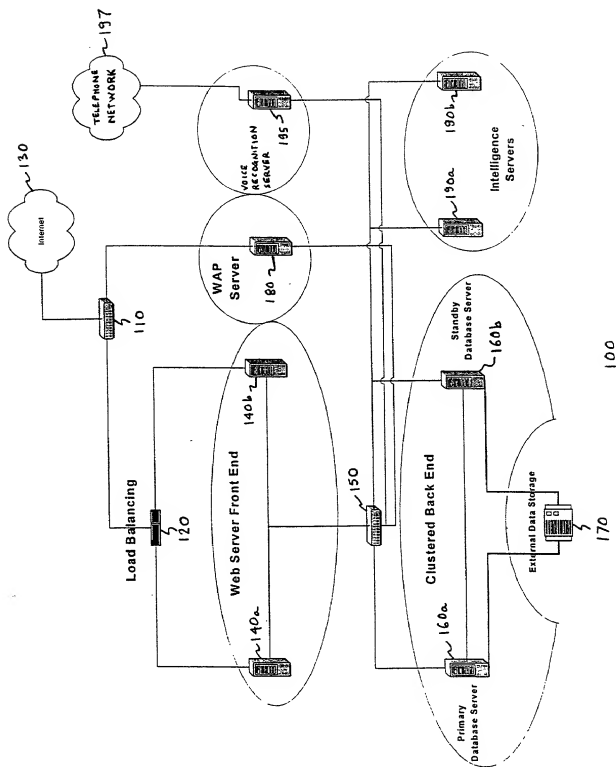 197
TELEPHONE
NETWORK
130
Internet
110
Load Balancing
120
VOICE
RECOGNITION
SERVER
195
WAP
Server
180
Web Server Front End
140a
140b
150
Clustered Back End
Primary
Database Server
160a
Standby
Database Server
160b
190a
190b
Intelligence
Servers
External Data Storage
170
100